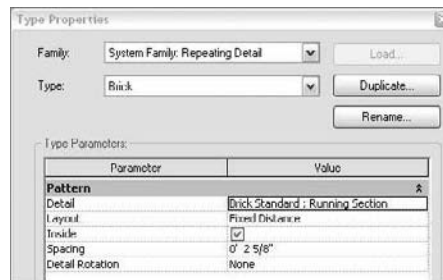 Type Properties
Family: System Family: Repeating Detail Load...
Type: Brick Duplicate...
Rename...
Type Parameters:
Parameter Value
Pattern
Detail Brick Standard : Running Section
Layout Fixed Distance
Inside
Spacing 0' 2 5/8"
Detail Rotation None